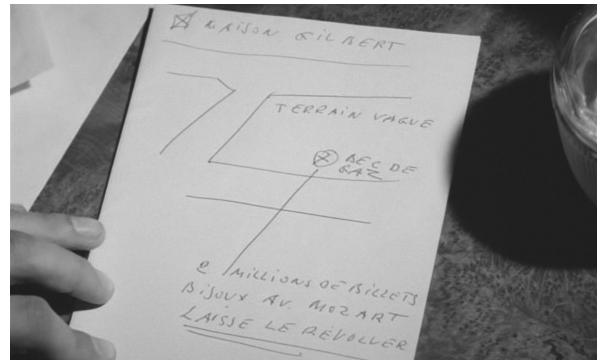 MAISON GILBERT
TERRAIN VAGUE
BEC DE
GAZ
2 MILLIONS DE BILLETS
BIJOUX AV. MOZART
LAISSE LE REVOLVER